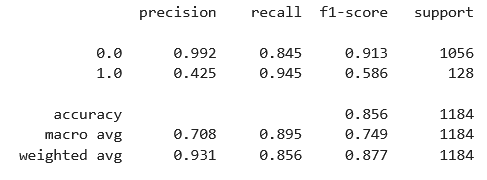 precision recall f1-score support
0.0 0.992 0.845 0.913 1056
1.0 0.425 0.945 0.586 128
accuracy 0.856 1184
macro avg 0.708 0.895 0.749 1184
weighted avg 0.931 0.856 0.877 1184